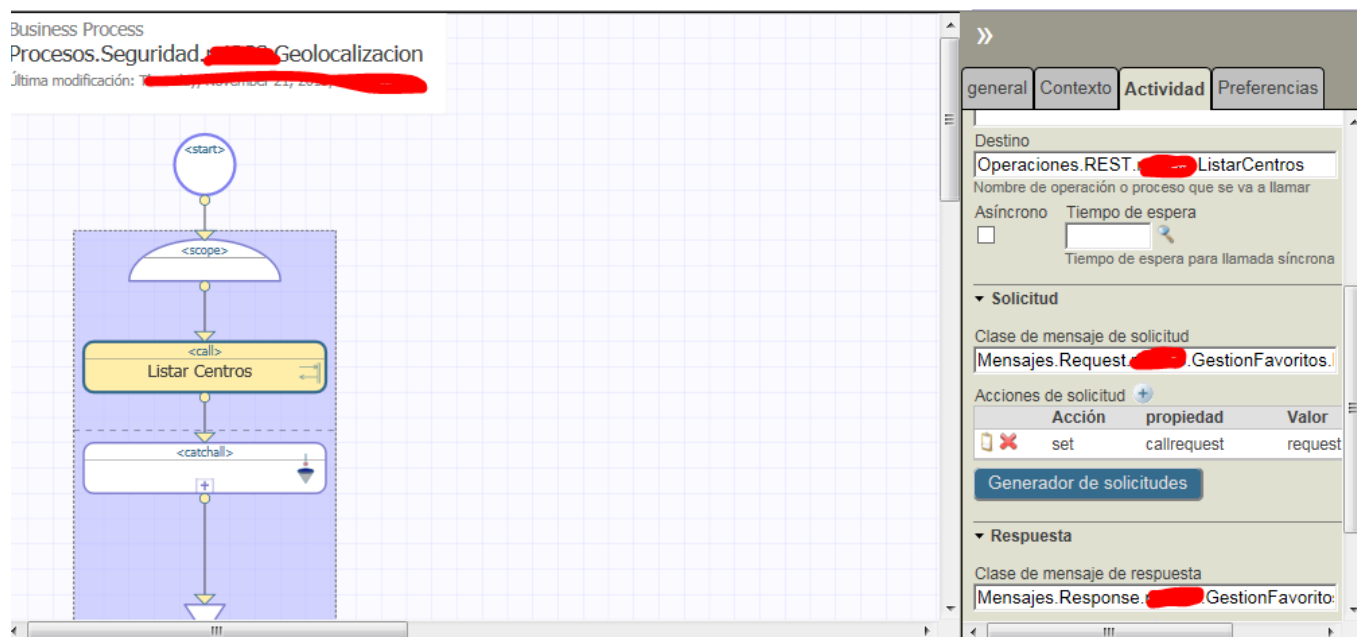 Business Process
Procesos.Seguridad. Geolocalizacion
Última modificación:
<start>
<scope>
<call>
Listar Centros
<catchall>
+
»
general Contexto Actividad Preferencias
Destino
Operaciones.REST. ListarCentros
Nombre de operación o proceso que se va a llamar
Asíncrono Tiempo de espera
Tiempo de espera para llamada síncrona
Solicitud
Clase de mensaje de solicitud
Mensajes.Request. .GestionFavoritos.
Acciones de solicitud +
Acción propiedad Valor
set callrequest request
Generador de solicitudes
Respuesta
Clase de mensaje de respuesta
Mensajes.Response. .GestionFavorito